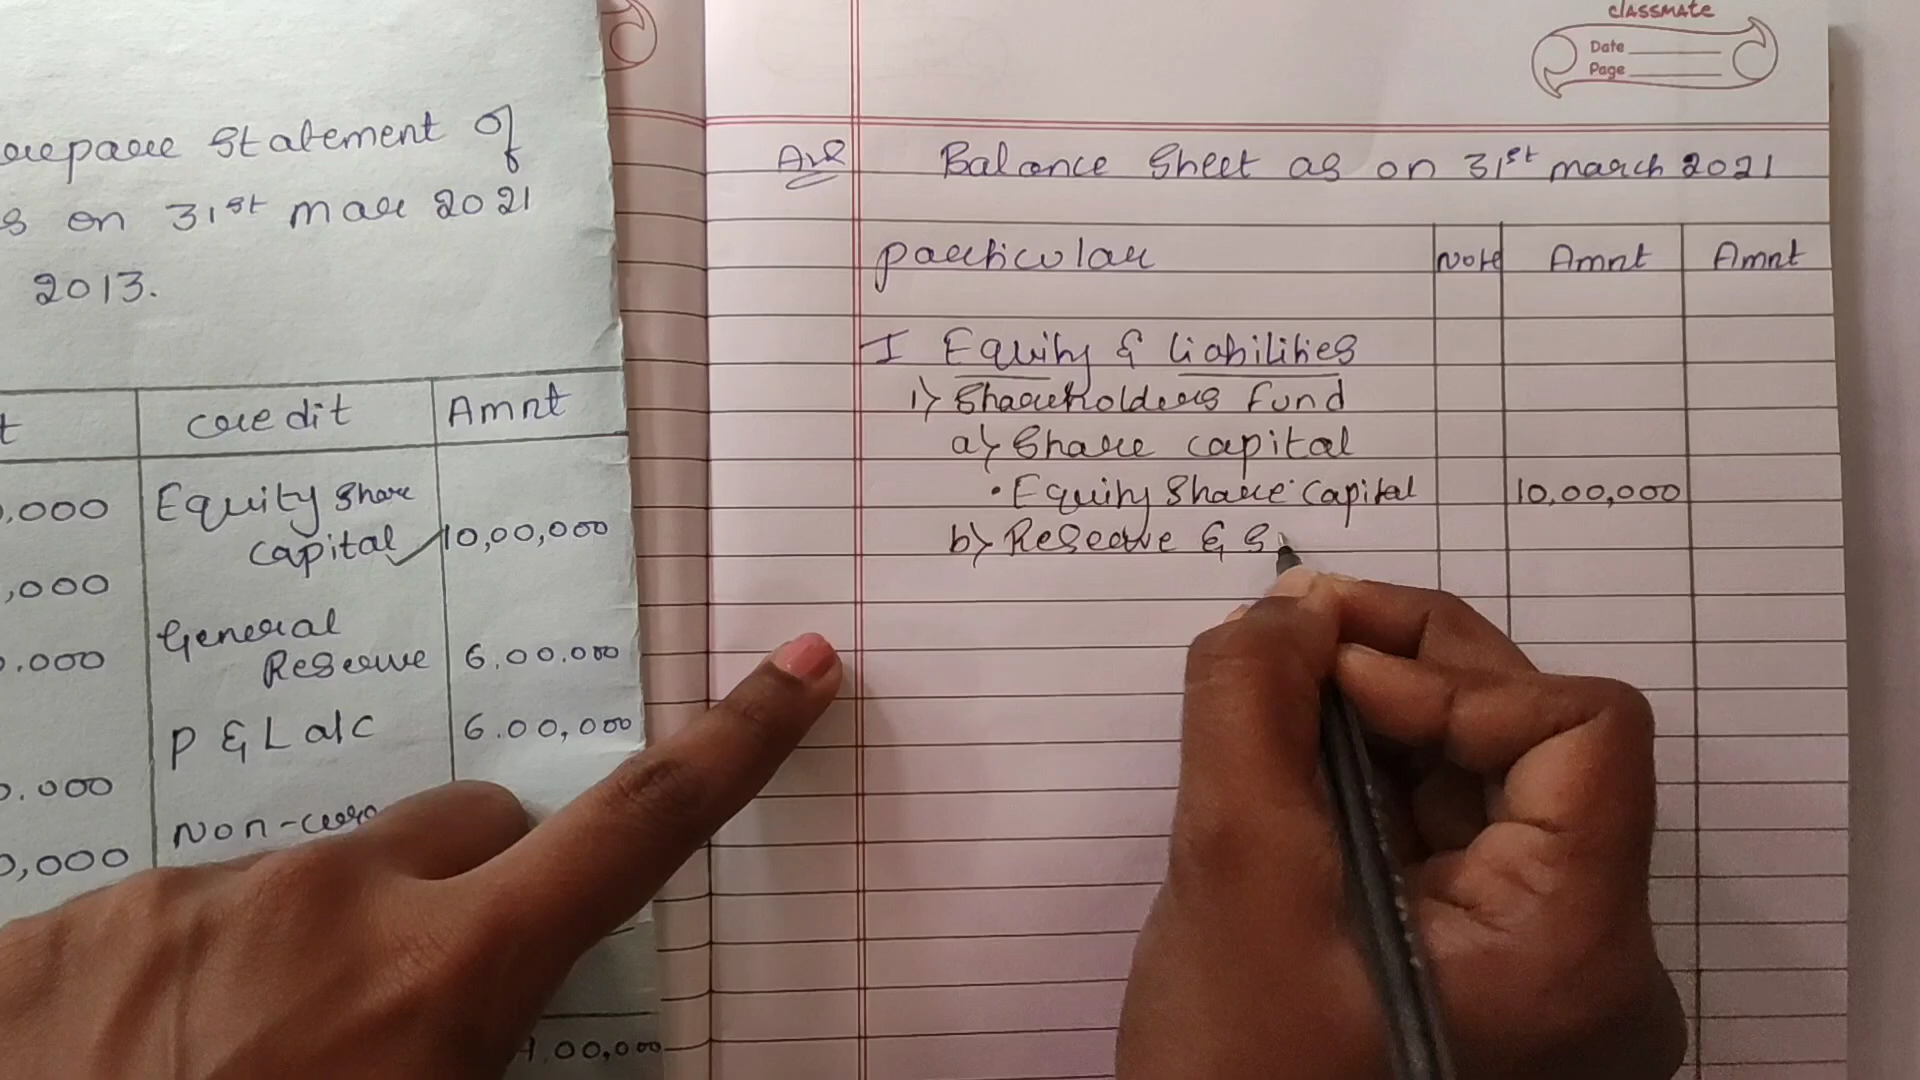 Statement of
on 31st mar 2021
2013.
t credit Amnt
,000 Equity Share
capital 10,00,000
,000
General
.000 Reserve 6.00.000
P & L a/c 6.00,000
0.000
Non-
0,000
1.00,000
classmate
Date
Page
Ans Balance Sheet as on 31st march 2021
particular Note Amnt Amnt
I Equity & liabilities
1) Shareholders fund
a) Share capital
• Equity Share capital 10,00,000
b) Reserve & S